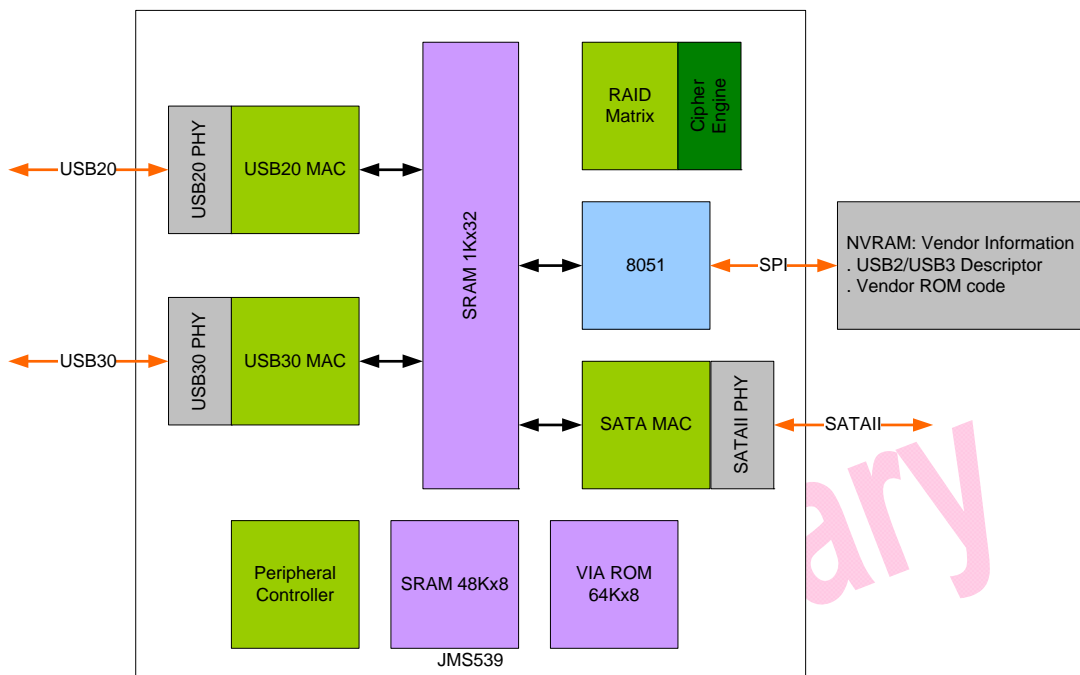 RAID
Matrix
Cipher
Engine
USB20
USB20 PHY
USB20 MAC
SRAM 1Kx32
8051
SPI
NVRAM: Vendor Information
. USB2/USB3 Descriptor
. Vendor ROM code
USB30
USB30 PHY
USB30 MAC
SATA MAC
SATAII PHY
SATAII
ary
Peripheral
Controller
SRAM 48Kx8
VIA ROM
64Kx8
JMS539